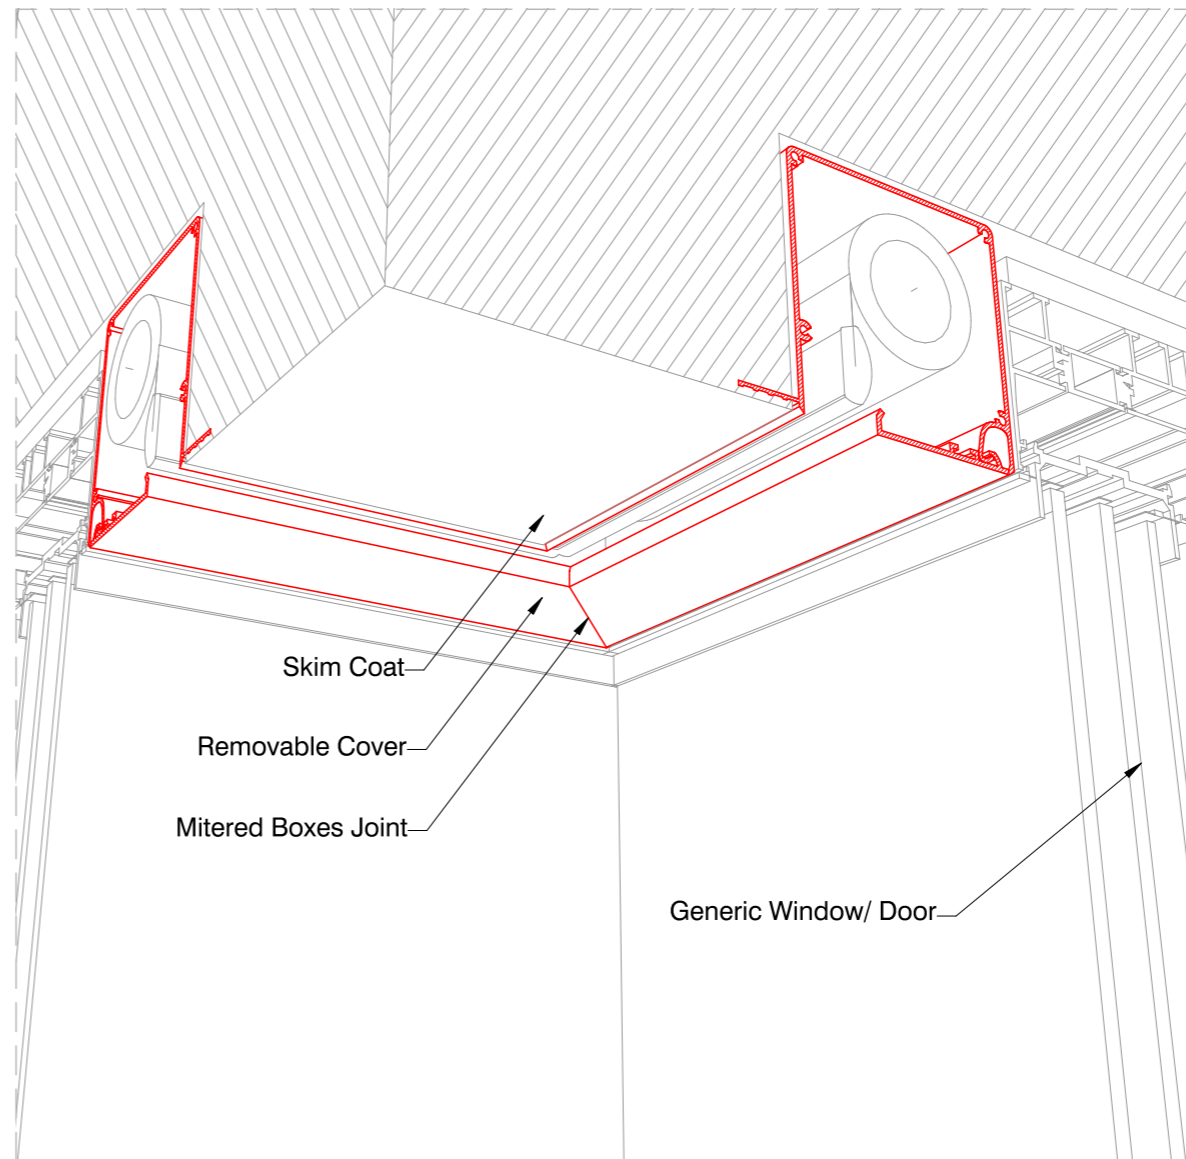 Skim Coat
Removable Cover
Mitered Boxes Joint
Generic Window/ Door